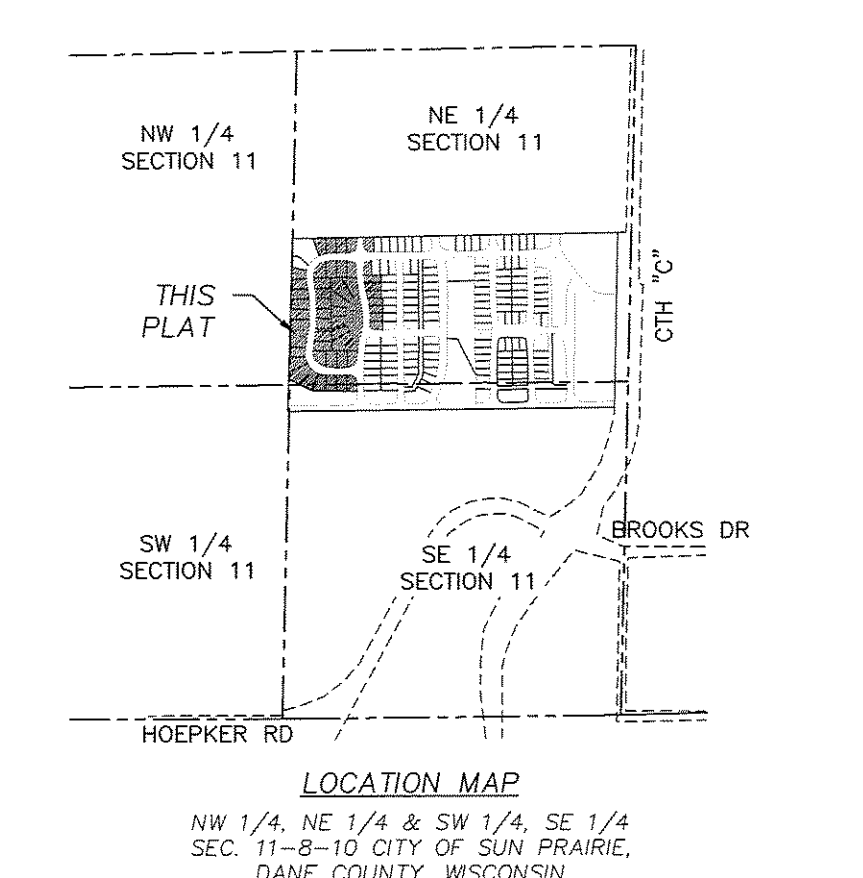 NW 1/4
SECTION 11
NE 1/4
SECTION 11
CTH "C"
THIS
PLAT
SW 1/4
SECTION 11
SE 1/4
SECTION 11
BROOKS DR
HOEPKER RD
LOCATION MAP
NW 1/4, NE 1/4 & SW 1/4, SE 1/4
SEC. 11-8-10 CITY OF SUN PRAIRIE,
DANE COUNTY, WISCONSIN